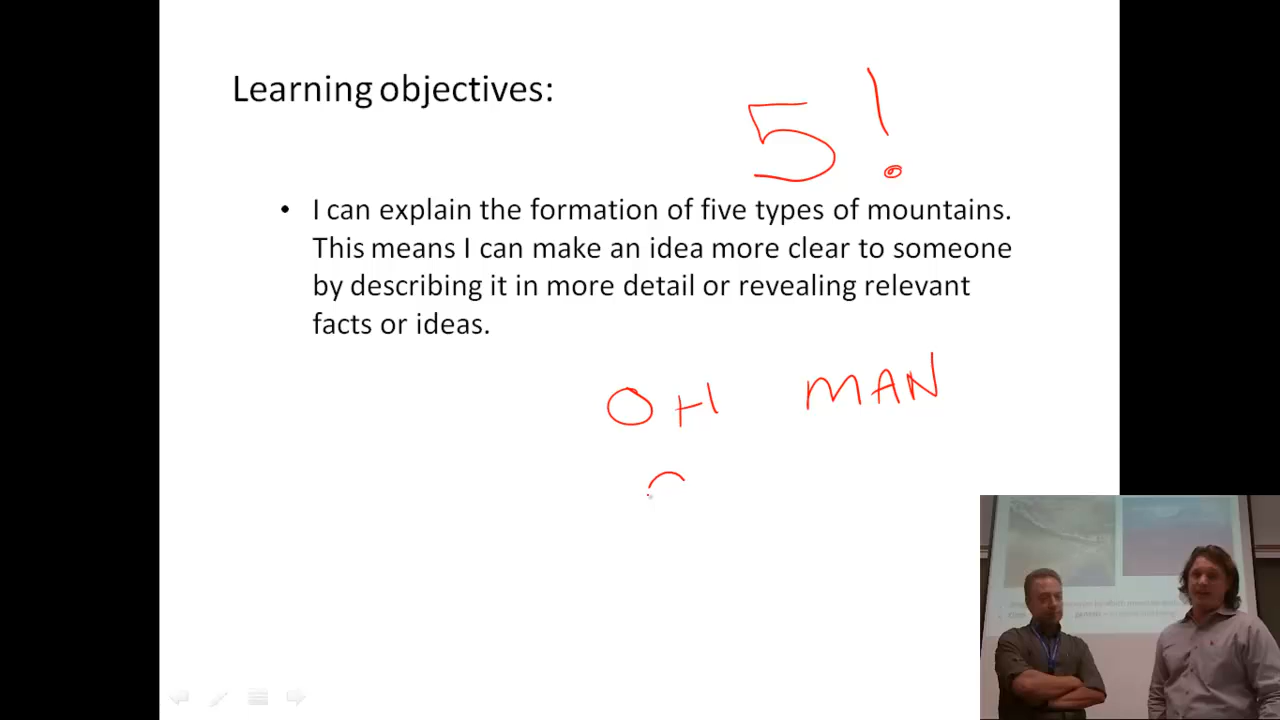 Learning objectives:
5!
• I can explain the formation of five types of mountains.
This means I can make an idea more clear to someone
by describing it in more detail or revealing relevant
facts or ideas.
OH MAN